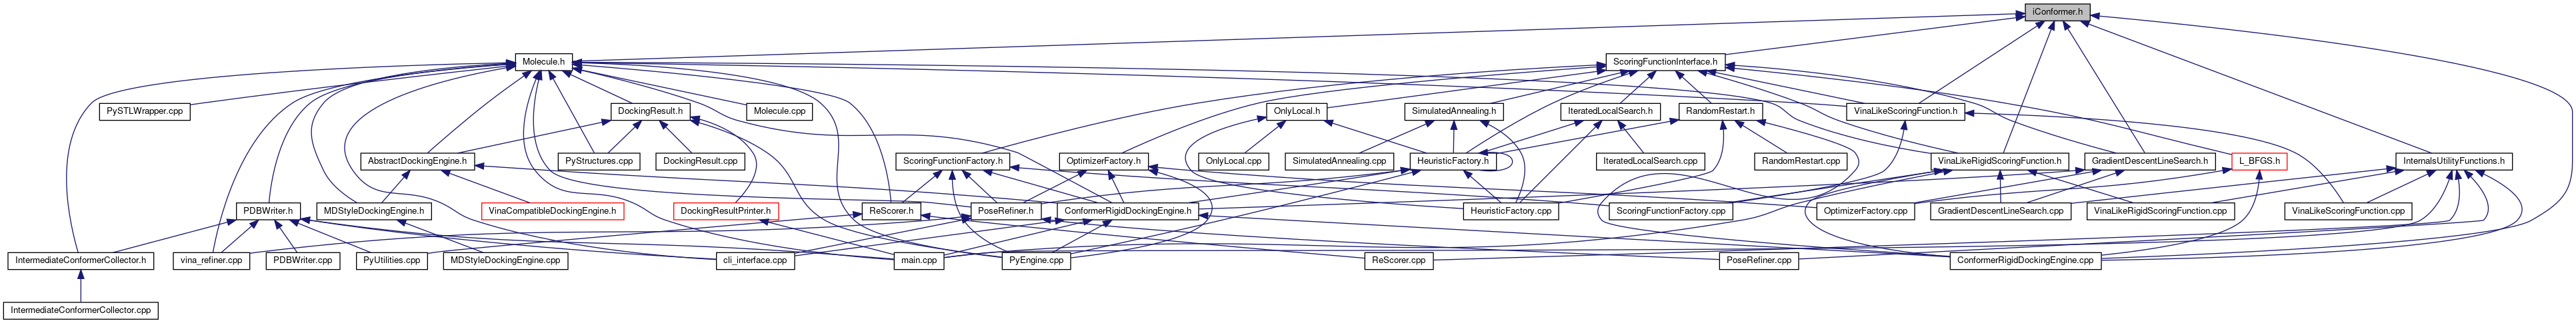 iConformer.h
Molecule.h
ScoringFunctionInterface.h
PySTLWrapper.cpp
DockingResult.h
Molecule.cpp
OnlyLocal.h
SimulatedAnnealing.h
IteratedLocalSearch.h
RandomRestart.h
VinaLikeScoringFunction.h
AbstractDockingEngine.h
PyStructures.cpp
DockingResult.cpp
ScoringFunctionFactory.h
OptimizerFactory.h
OnlyLocal.cpp
SimulatedAnnealing.cpp
HeuristicFactory.h
IteratedLocalSearch.cpp
RandomRestart.cpp
VinaLikeRigidScoringFunction.h
GradientDescentLineSearch.h
L_BFGS.h
InternalsUtilityFunctions.h
PDBWriter.h
MDStyleDockingEngine.h
VinaCompatibleDockingEngine.h
DockingResultPrinter.h
ReScorer.h
PoseRefiner.h
ConformerRigidDockingEngine.h
HeuristicFactory.cpp
ScoringFunctionFactory.cpp
OptimizerFactory.cpp
GradientDescentLineSearch.cpp
VinaLikeRigidScoringFunction.cpp
VinaLikeScoringFunction.cpp
IntermediateConformerCollector.h
vina_refiner.cpp
PDBWriter.cpp
PyUtilities.cpp
MDStyleDockingEngine.cpp
cli_interface.cpp
main.cpp
PyEngine.cpp
ReScorer.cpp
PoseRefiner.cpp
ConformerRigidDockingEngine.cpp
IntermediateConformerCollector.cpp